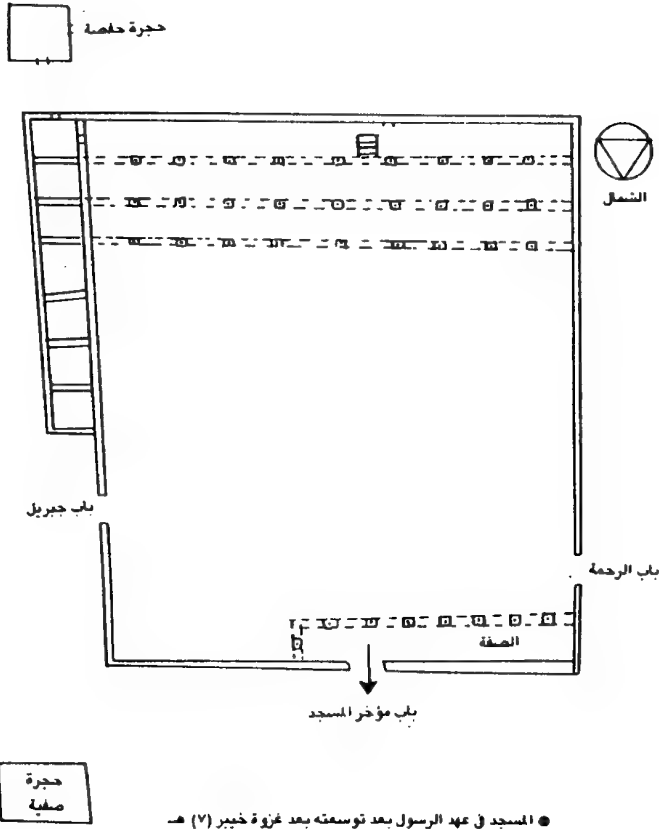 حجرة حفصة
الشمال
باب جبريل
باب الرحمة
الصفة
باب مؤخر المسجد
حجرة
صفية
● المسجد في عهد الرسول بعد توسعته بعد غزوة خيبر (٧) هـ